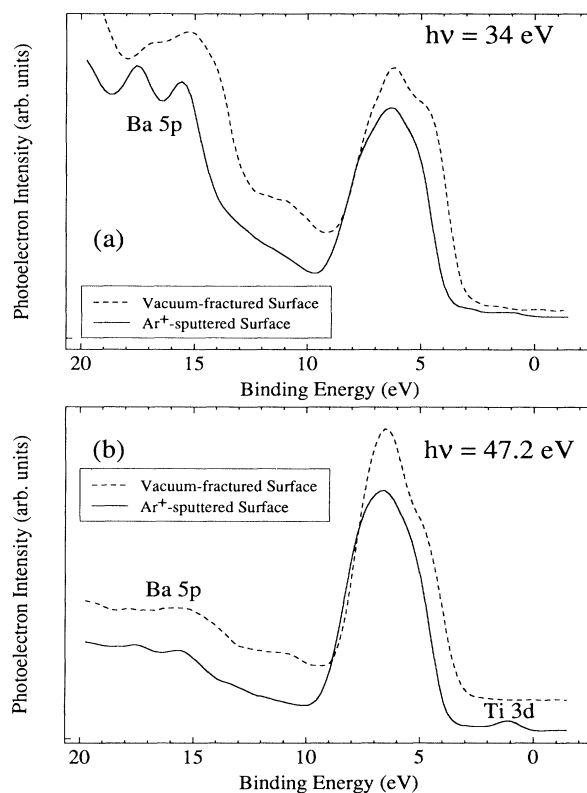 Photoelectron Intensity (arb. units)
hν = 34 eV
Ba 5p
(a)
Vacuum-fractured Surface
Ar⁺-sputtered Surface
20 15 10 5 0
Binding Energy (eV)
Photoelectron Intensity (arb. units)
(b)
hν = 47.2 eV
Vacuum-fractured Surface
Ar⁺-sputtered Surface
Ba 5p
Ti 3d
20 15 10 5 0
Binding Energy (eV)